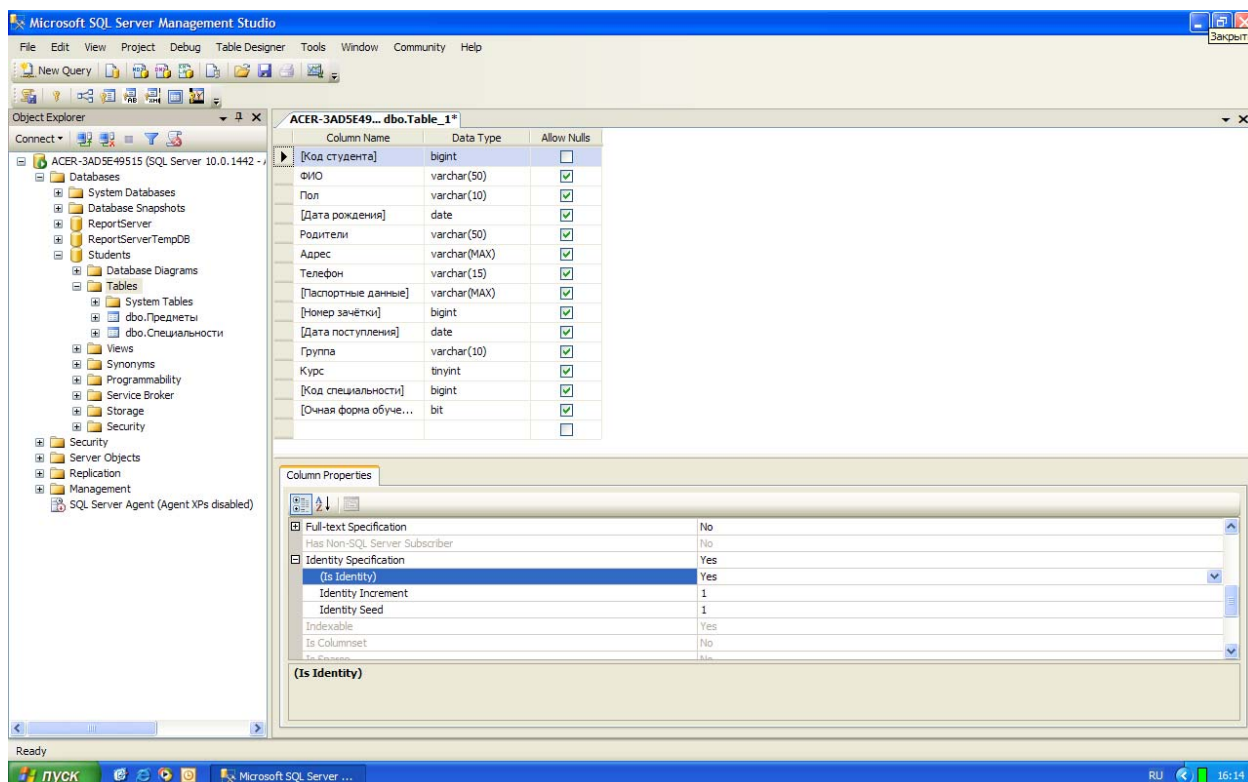 Microsoft SQL Server Management Studio
Закрыт
File Edit View Project Debug Table Designer Tools Window Community Help
New Query
Object Explorer
Connect
ACER-3AD5E49515 (SQL Server 10.0.1442 -
Databases
System Databases
Database Snapshots
ReportServer
ReportServerTempDB
Students
Database Diagrams
Tables
System Tables
dbo.Предметы
dbo.Специальности
Views
Synonyms
Programmability
Service Broker
Storage
Security
Security
Server Objects
Replication
Management
SQL Server Agent (Agent XPs disabled)
ACER-3AD5E49... dbo.Table_1*
Column Name Data Type Allow Nulls
[Код студента] bigint
ФИО varchar(50)
Пол varchar(10)
[Дата рождения] date
Родители varchar(50)
Адрес varchar(MAX)
Телефон varchar(15)
[Паспортные данные] varchar(MAX)
[Номер зачётки] bigint
[Дата поступления] date
Группа varchar(10)
Курс tinyint
[Код специальности] bigint
[Очная форма обуче... bit
Column Properties
Full-text Specification No
Has Non-SQL Server Subscriber No
Identity Specification Yes
(Is Identity) Yes
Identity Increment 1
Identity Seed 1
Indexable Yes
Is Columnset No
Is Sparse No
(Is Identity)
Ready
пуск Microsoft SQL Server ... RU 16:14